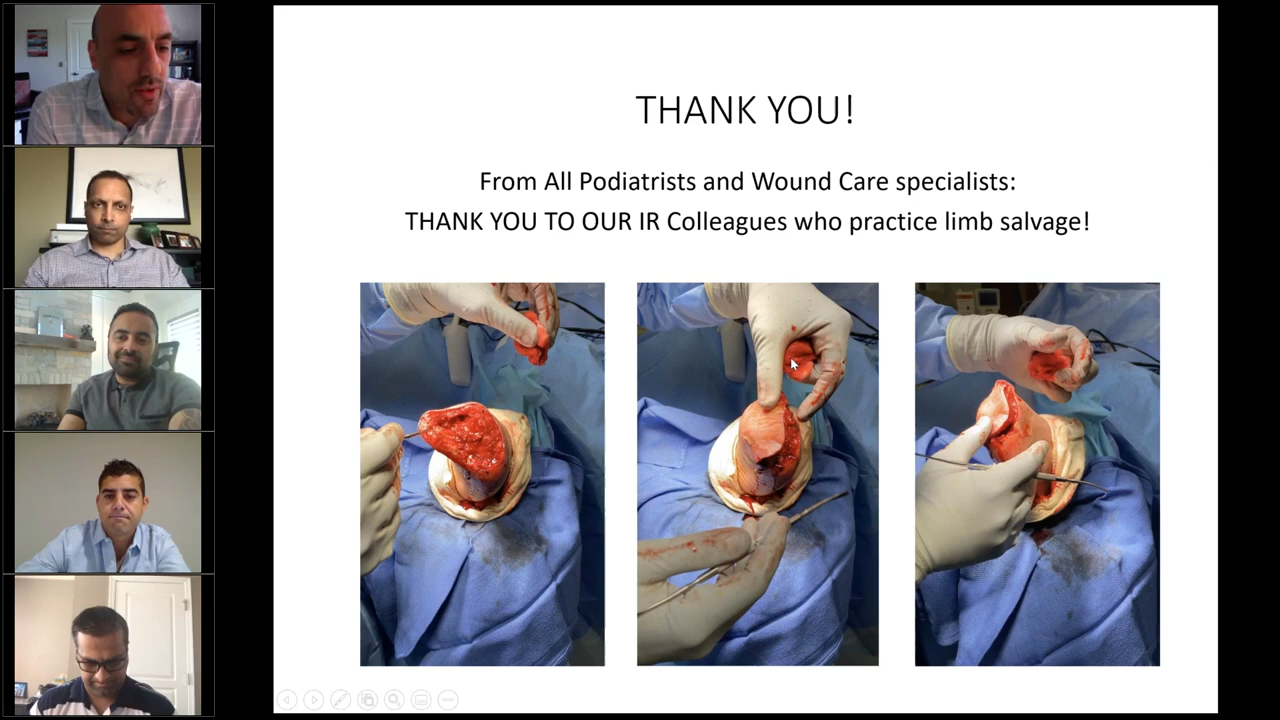 THANK YOU!
From All Podiatrists and Wound Care specialists:
THANK YOU TO OUR IR Colleagues who practice limb salvage!